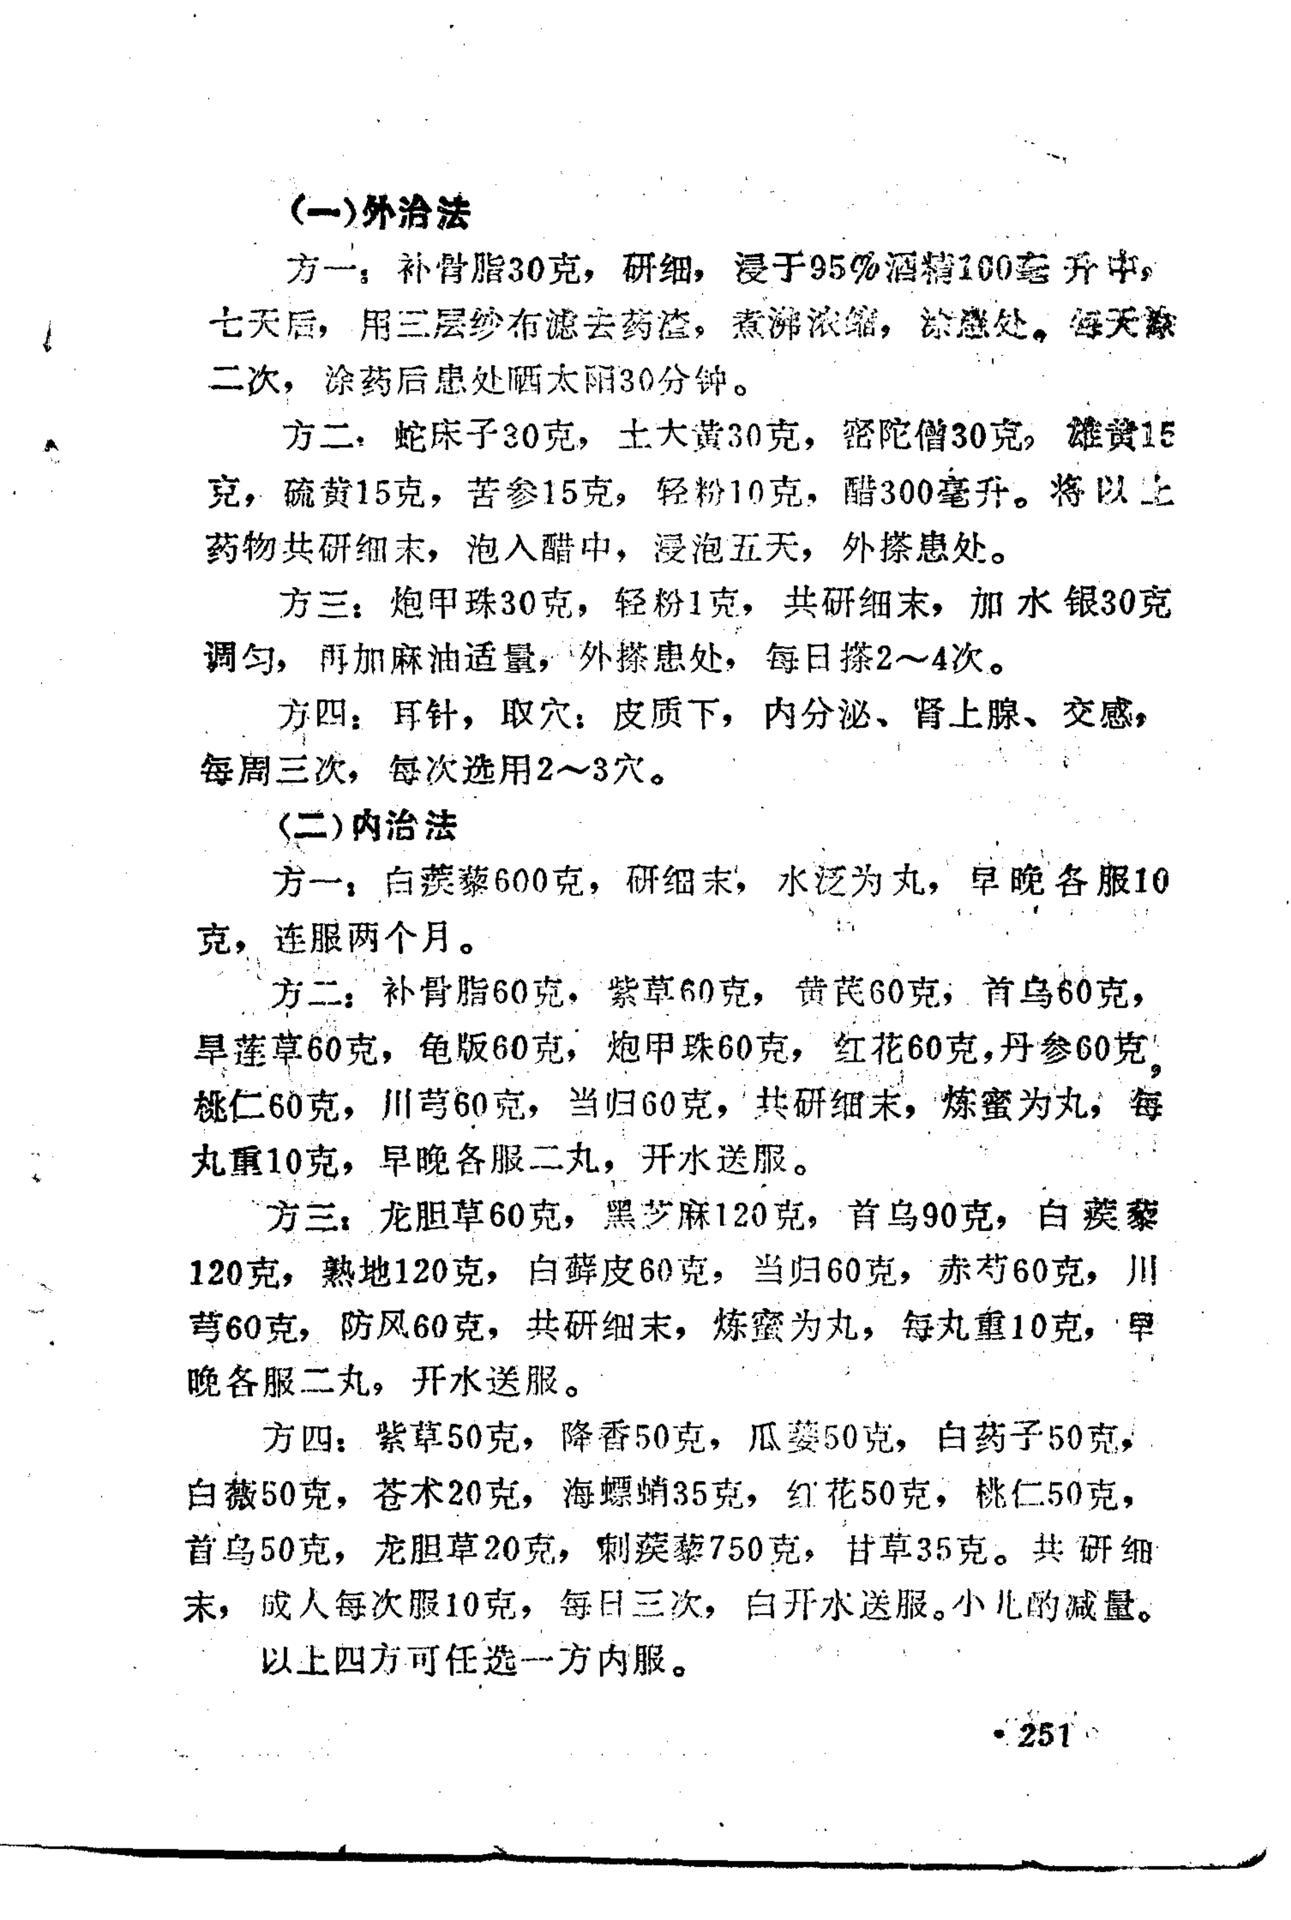 (一)外治法
方一：补骨脂30克，研细，浸于95%酒精100毫升中，
七天后，用三层纱布滤去药渣，煮沸浓缩，涂患处。每天涂
二次，涂药后患处晒太阳30分钟。
方二：蛇床子30克，土大黄30克，密陀僧30克，雄黄15
克，硫黄15克，苦参15克，轻粉10克，醋300毫升。将以上
药物共研细末，泡入醋中，浸泡五天，外搽患处。
方三：炮甲珠30克，轻粉1克，共研细末，加水银30克
调匀，再加麻油适量，外搽患处，每日搽2～4次。
方四：耳针，取穴：皮质下，内分泌、肾上腺、交感，
每周三次，每次选用2～3穴。
(二)内治法
方一：白蒺藜600克，研细末，水泛为丸，早晚各服10
克，连服两个月。
方二：补骨脂60克，紫草60克，黄芪60克，首乌60克，
旱莲草60克，龟版60克，炮甲珠60克，红花60克，丹参60克，
桃仁60克，川芎60克，当归60克，共研细末，炼蜜为丸，每
丸重10克，早晚各服二丸，开水送服。
方三：龙胆草60克，黑芝麻120克，首乌90克，白蒺藜
120克，熟地120克，白藓皮60克，当归60克，赤芍60克，川
芎60克，防风60克，共研细末，炼蜜为丸，每丸重10克，早
晚各服二丸，开水送服。
方四：紫草50克，降香50克，瓜蒌50克，白药子50克，
白薇50克，苍术20克，海螵蛸35克，红花50克，桃仁50克，
首乌50克，龙胆草20克，刺蒺藜750克，甘草35克。共研细
末，成人每次服10克，每日三次，白开水送服。小儿酌减量。
以上四方可任选一方内服。
• 251